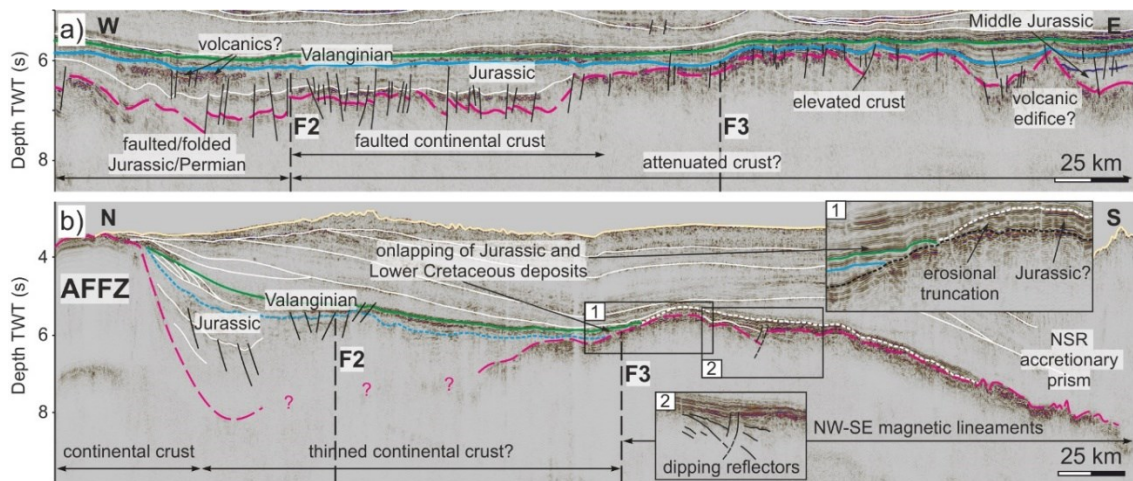 a)
W
E
Middle Jurassic
volcanics?
Valanginian
Jurassic
6
8
Depth TWT (s)
elevated crust
volcanic
edifice?
F2
F3
faulted/folded
Jurassic/Permian
faulted continental crust
attenuated crust?
25 km
b)
N
S
1
4
6
8
Depth TWT (s)
AFFZ
onlapping of Jurassic and
Lower Cretaceous deposits
erosional
truncation
Jurassic?
Valanginian
Jurassic
1
2
NSR
accretionary
prism
F2
F3
?
?
?
2
dipping reflectors
NW-SE magnetic lineaments
continental crust
thinned continental crust?
25 km